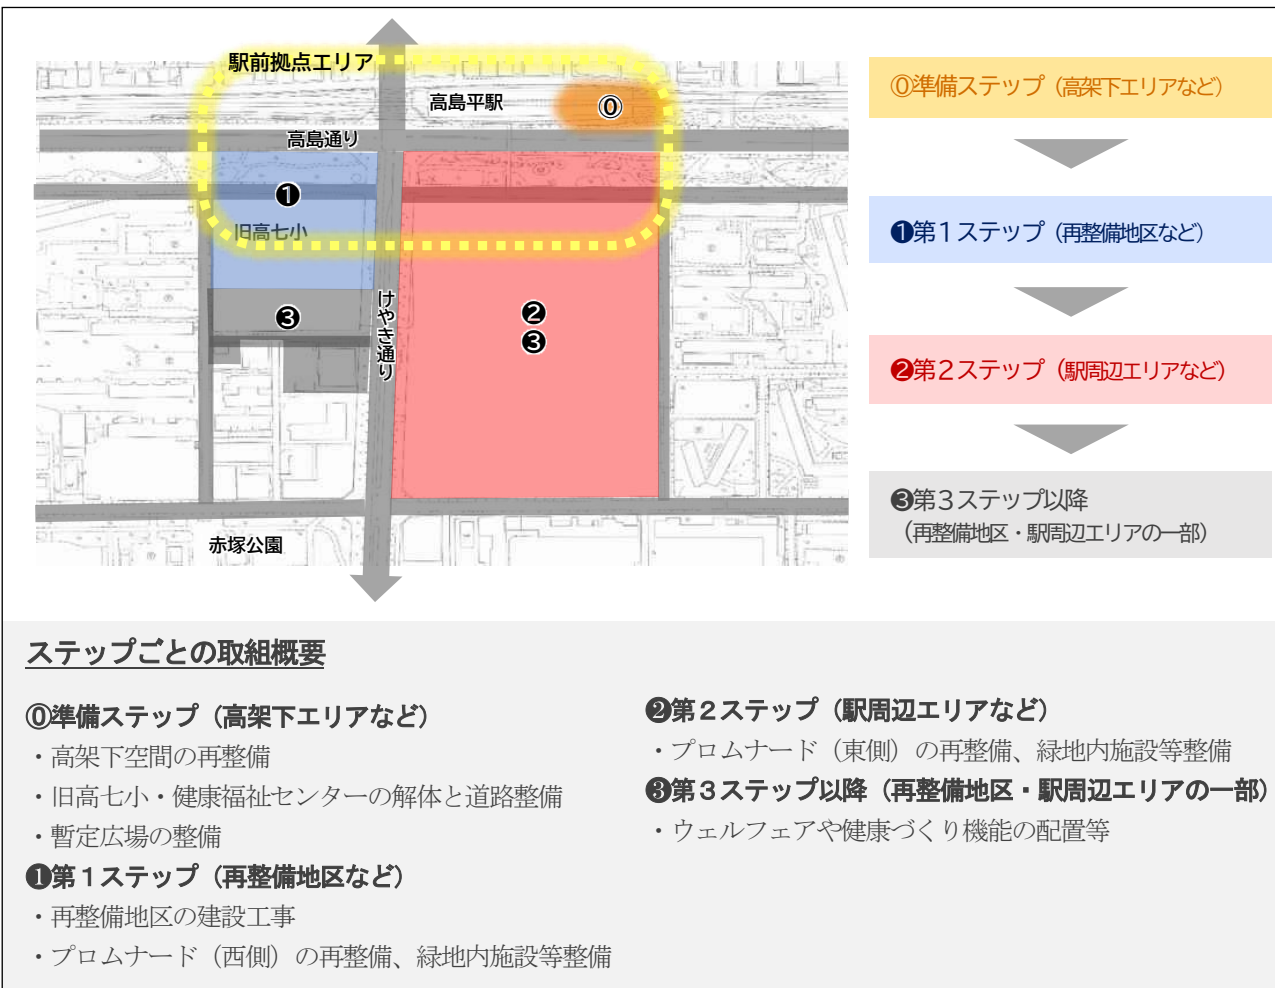 駅前拠点エリア
高島平駅
⓪
高島通り
❶
旧高七小
けやき通り
❸
❷
❸
赤塚公園
⓪準備ステップ（高架下エリアなど）
❶第１ステップ（再整備地区など）
❷第２ステップ（駅周辺エリアなど）
❸第３ステップ以降
（再整備地区・駅周辺エリアの一部）
ステップごとの取組概要
⓪準備ステップ（高架下エリアなど）
・高架下空間の再整備
・旧高七小・健康福祉センターの解体と道路整備
・暫定広場の整備
❶第１ステップ（再整備地区など）
・再整備地区の建設工事
・プロムナード（西側）の再整備、緑地内施設等整備
❷第２ステップ（駅周辺エリアなど）
・プロムナード（東側）の再整備、緑地内施設等整備
❸第３ステップ以降（再整備地区・駅周辺エリアの一部）
・ウェルフェアや健康づくり機能の配置等